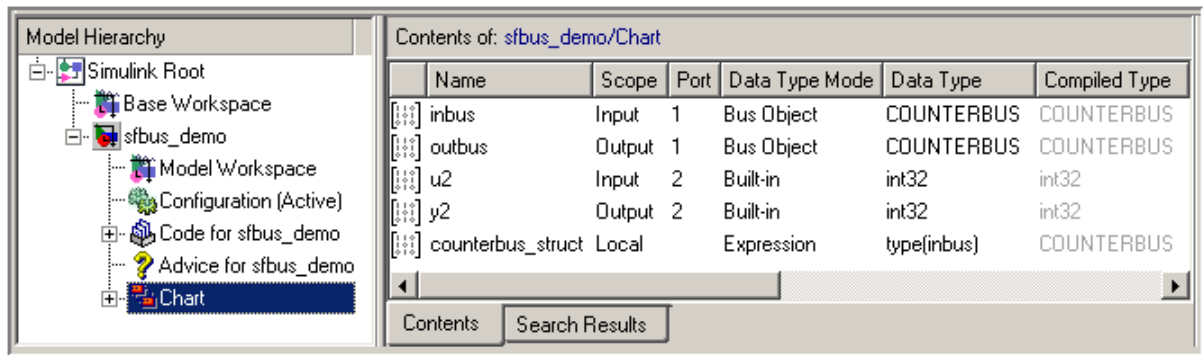 Model Hierarchy
Simulink Root
Base Workspace
sfbus_demo
Model Workspace
Configuration (Active)
Code for sfbus_demo
Advice for sfbus_demo
Chart
Contents of: sfbus_demo/Chart
Name Scope Port Data Type Mode Data Type Compiled Type
inbus Input 1 Bus Object COUNTERBUS COUNTERBUS
outbus Output 1 Bus Object COUNTERBUS COUNTERBUS
u2 Input 2 Built-in int32 int32
y2 Output 2 Built-in int32 int32
counterbus_struct Local Expression type(inbus) COUNTERBUS
Contents Search Results